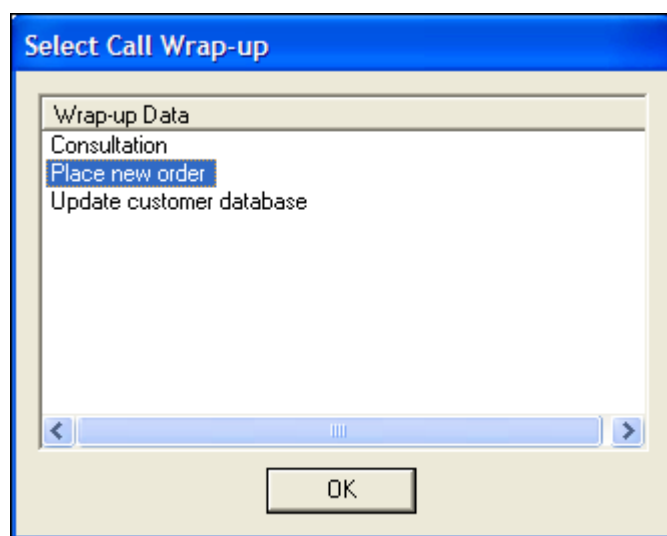 Select Call Wrap-up
Wrap-up Data
Consultation
Place new order
Update customer database
OK